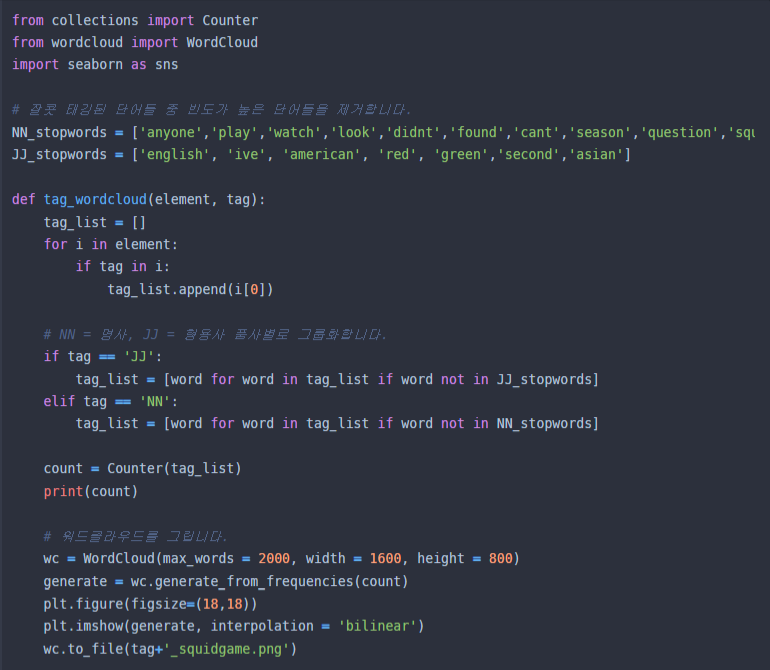 from collections import Counter
from wordcloud import WordCloud
import seaborn as sns
# 잘못 태깅된 단어들 중 빈도가 높은 단어들을 제거합니다.
NN_stopwords = ['anyone','play','watch','look','didnt','found','cant','season','question','squ
JJ_stopwords = ['english', 'ive', 'american', 'red', 'green','second','asian']
def tag_wordcloud(element, tag):
    tag_list = []
    for i in element:
        if tag in i:
            tag_list.append(i[0])
    # NN = 명사, JJ = 형용사 품사별로 그룹화합니다.
    if tag == 'JJ':
        tag_list = [word for word in tag_list if word not in JJ_stopwords]
    elif tag == 'NN':
        tag_list = [word for word in tag_list if word not in NN_stopwords]
    count = Counter(tag_list)
    print(count)
    # 워드클라우드를 그립니다.
    wc = WordCloud(max_words = 2000, width = 1600, height = 800)
    generate = wc.generate_from_frequencies(count)
    plt.figure(figsize=(18,18))
    plt.imshow(generate, interpolation = 'bilinear')
    wc.to_file(tag+'_squidgame.png')